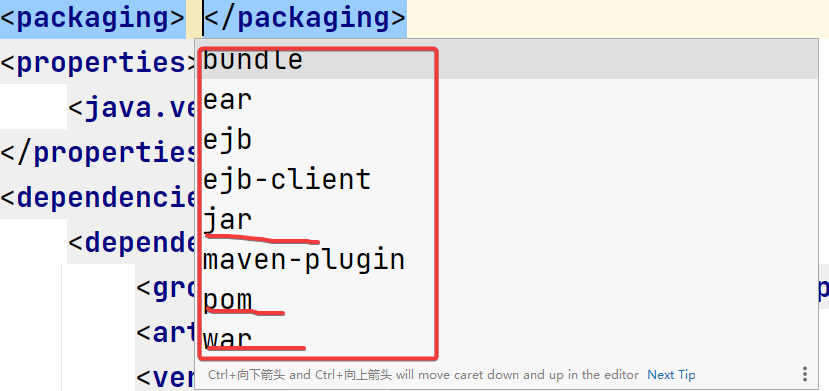 <packaging> </packaging>
<properties>
bundle
<java.ve
ear
</properties
ejb
<dependencie
ejb-client
<depende
jar
maven-plugin
<gro
pom
p
<art
war
<ver
Ctrl+向下箭头 and Ctrl+向上箭头 will move caret down and up in the editor Next Tip